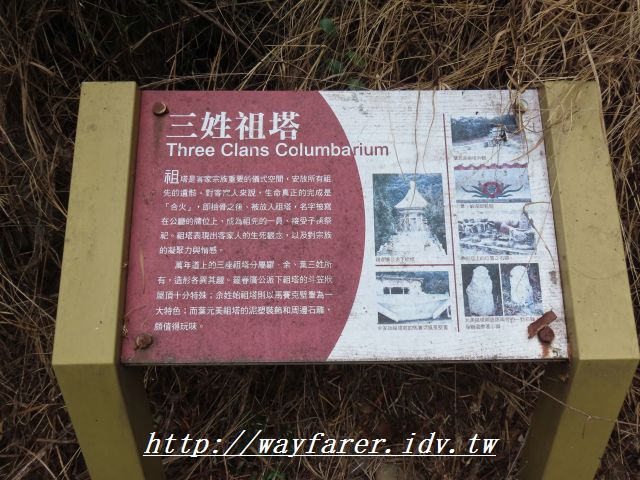 三姓祖塔
Three Clans Columbarium
祖塔是客家宗族重要的儀式空間，安放所有祖
先的遺骸。對客家人來說，生命真正的完成是
「合火」，即撿骨之後、被放入祖塔，名字被寫
在公廳的牌位上，成為祖先的一員、接受子孫祭
祀。祖塔表現出客家人的生死觀念，以及對宗族
的凝聚力與情感。
萬年道上的三座祖塔分屬羅、余、葉三姓所
有，造形各異其趣。羅春廣公派下祖塔的斗笠狀
屋頂十分特殊；余姓始祖塔則以馬賽克壁畫為一
大特色；而葉元美祖塔的泥塑裝飾和周邊石雕，
頗值得玩味。
http://wayfarer.idv.tw